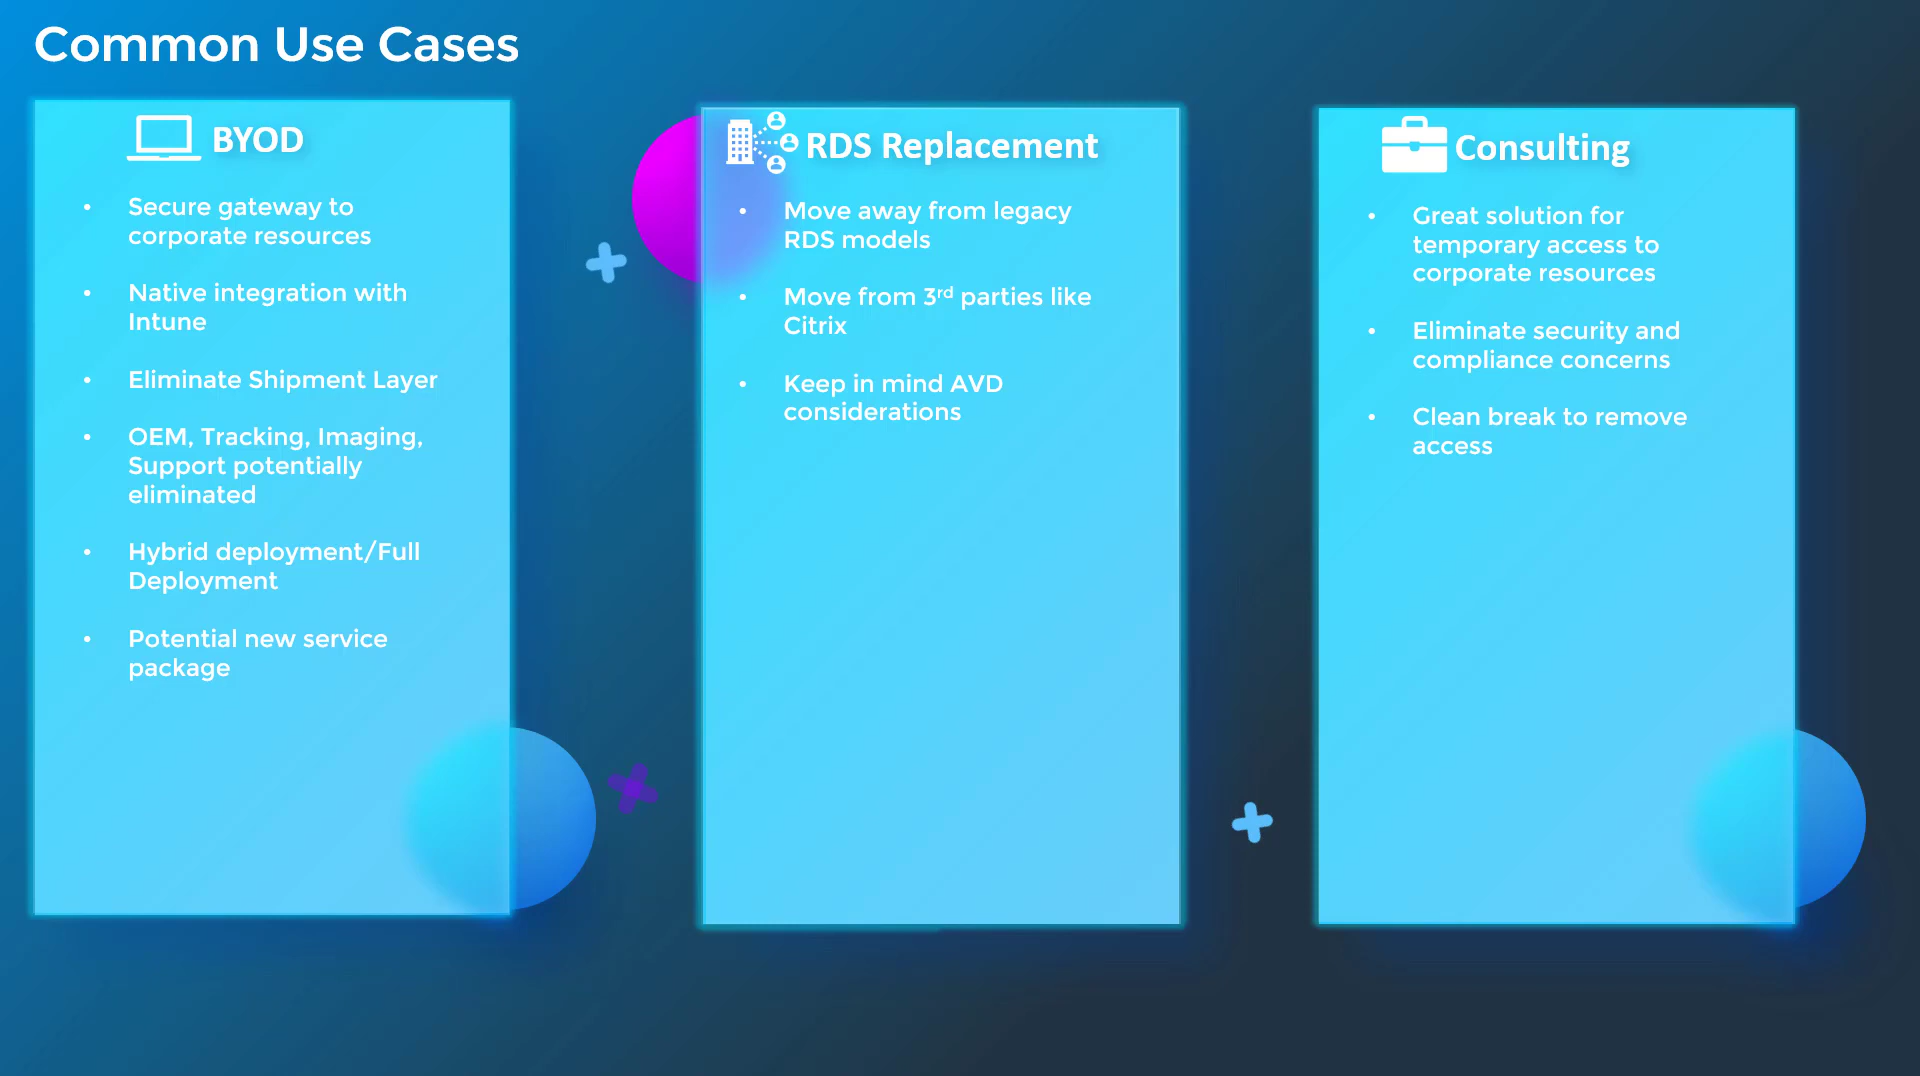 Common Use Cases
BYOD
• Secure gateway to
corporate resources
• Native integration with
Intune
• Eliminate Shipment Layer
• OEM, Tracking, Imaging,
Support potentially
eliminated
• Hybrid deployment/Full
Deployment
• Potential new service
package
RDS Replacement
• Move away from legacy
RDS models
• Move from 3rd parties like
Citrix
• Keep in mind AVD
considerations
Consulting
• Great solution for
temporary access to
corporate resources
• Eliminate security and
compliance concerns
• Clean break to remove
access